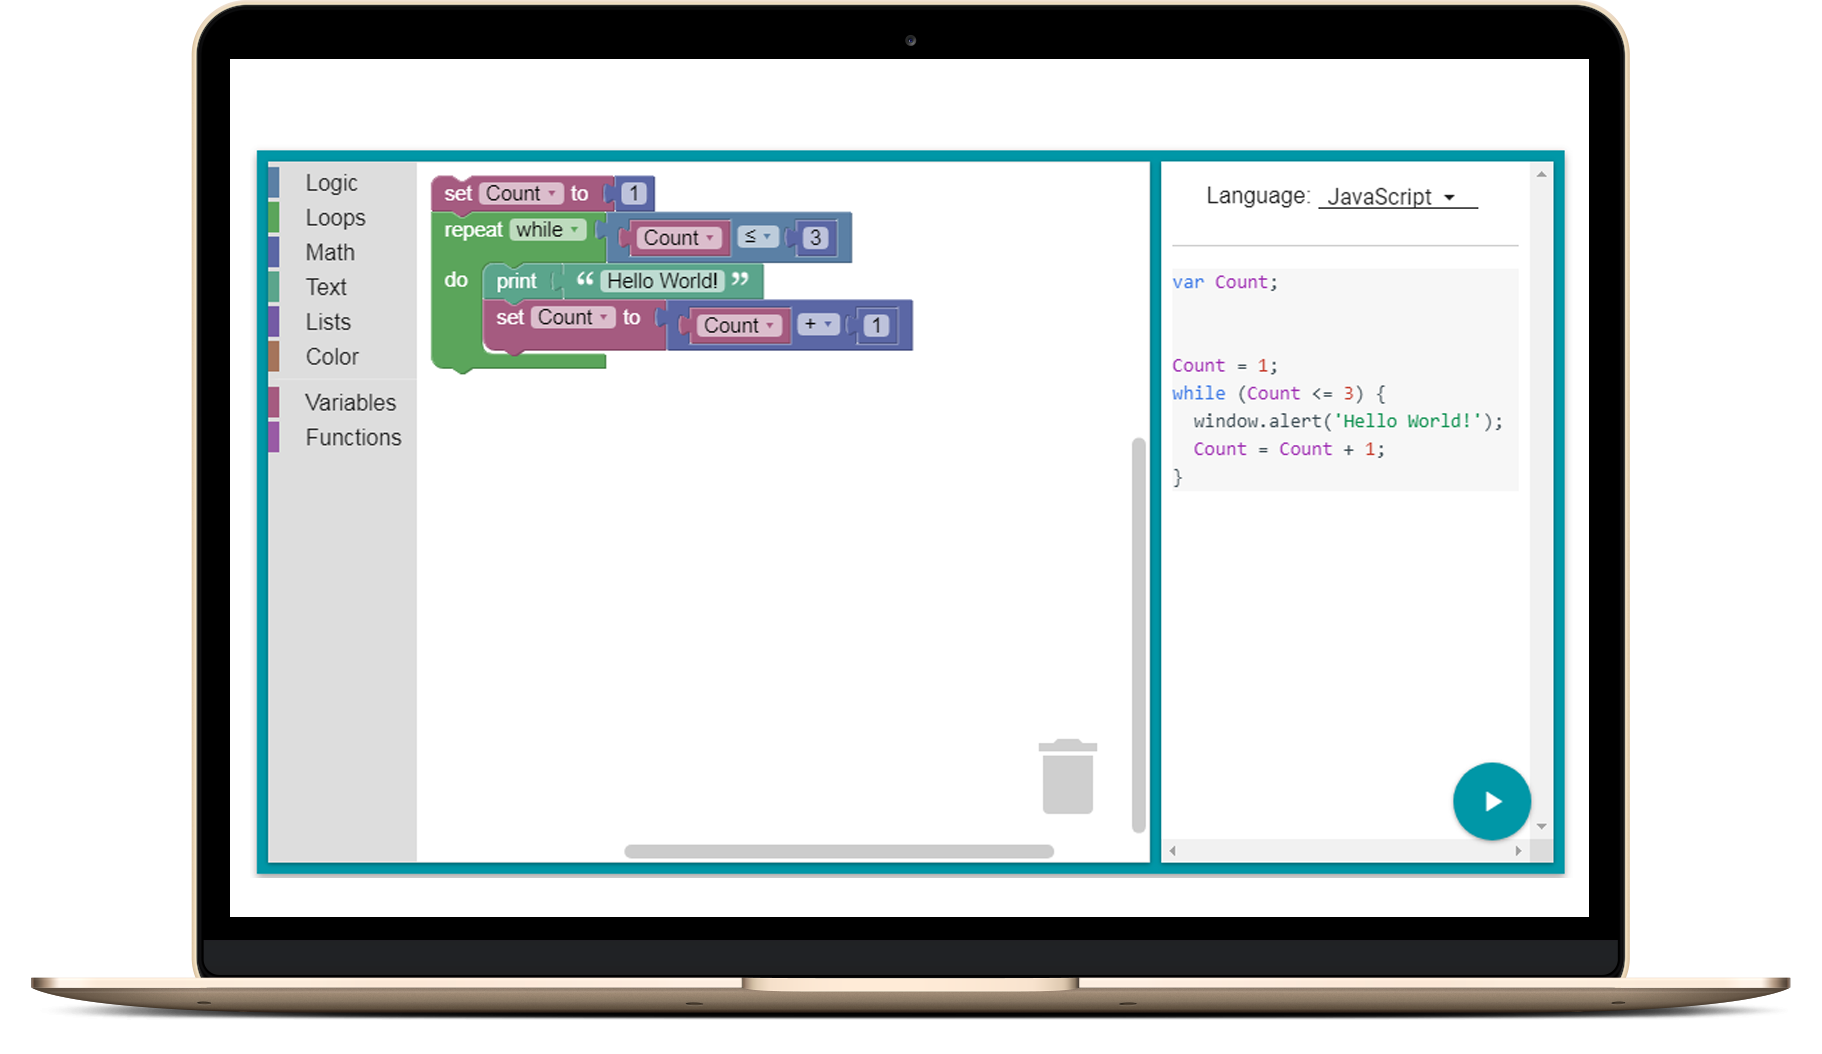 Logic
Loops
Math
Text
Lists
Color
Variables
Functions
set Count to 1
repeat while Count ≤ 3
do print “ Hello World! ”
set Count to Count + 1
Language: JavaScript
var Count;
Count = 1;
while (Count <= 3) {
  window.alert('Hello World!');
  Count = Count + 1;
}